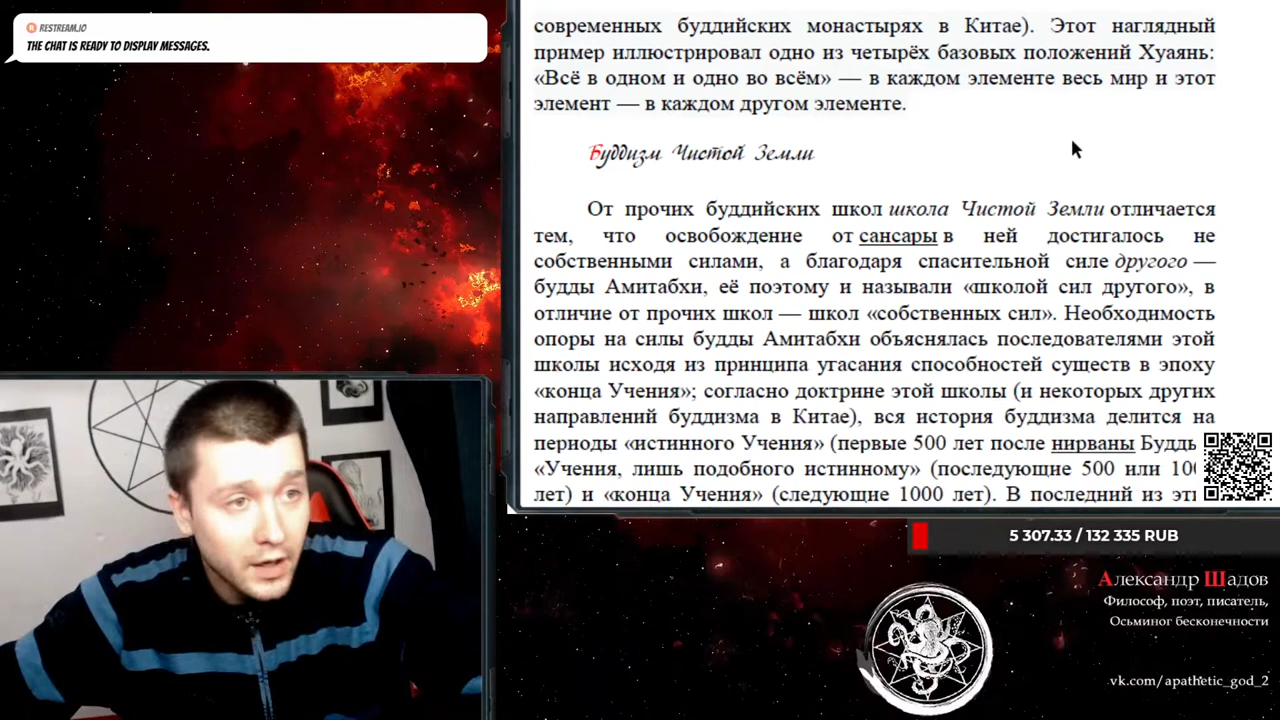 RESTREAM.IO
THE CHAT IS READY TO DISPLAY MESSAGES.
современных буддийских монастырях в Китае). Этот наглядный
пример иллюстрировал одно из четырёх базовых положений Хуаянь:
«Всё в одном и одно во всём» — в каждом элементе весь мир и этот
элемент — в каждом другом элементе.
Буддизм Чистой Земли
От прочих буддийских школ школа Чистой Земли отличается
тем, что освобождение от сансары в ней достигалось не
собственными силами, а благодаря спасительной силе другого —
будды Амитабхи, её поэтому и называли «школой сил другого», в
отличие от прочих школ — школ «собственных сил». Необходимость
опоры на силы будды Амитабхи объяснялась последователями этой
школы исходя из принципа угасания способностей существ в эпоху
«конца Учения»; согласно доктрине этой школы (и некоторых других
направлений буддизма в Китае), вся история буддизма делится на
периоды «истинного Учения» (первые 500 лет после нирваны
«Учения, лишь подобного истинному» (последующие 500 или
лет) и «конца Учения» (следующие 1000 лет). В последний из
5 307.33 / 132 335 RUB
Александр Шадов
Философ, поэт, писатель,
Осьминог бесконечности
vk.com/apathetic_god_2